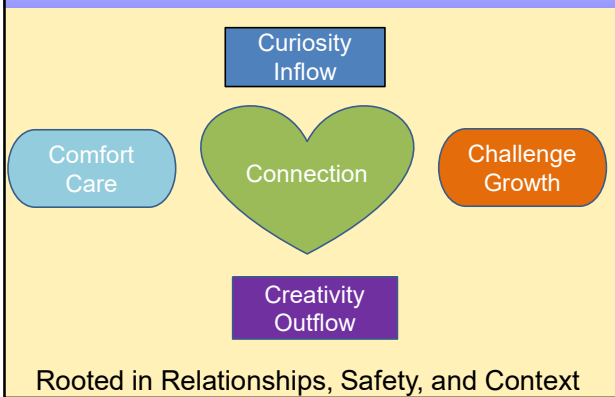 Curiosity
Inflow
Comfort
Care
Connection
Challenge
Growth
Creativity
Outflow
Rooted in Relationships, Safety, and Context